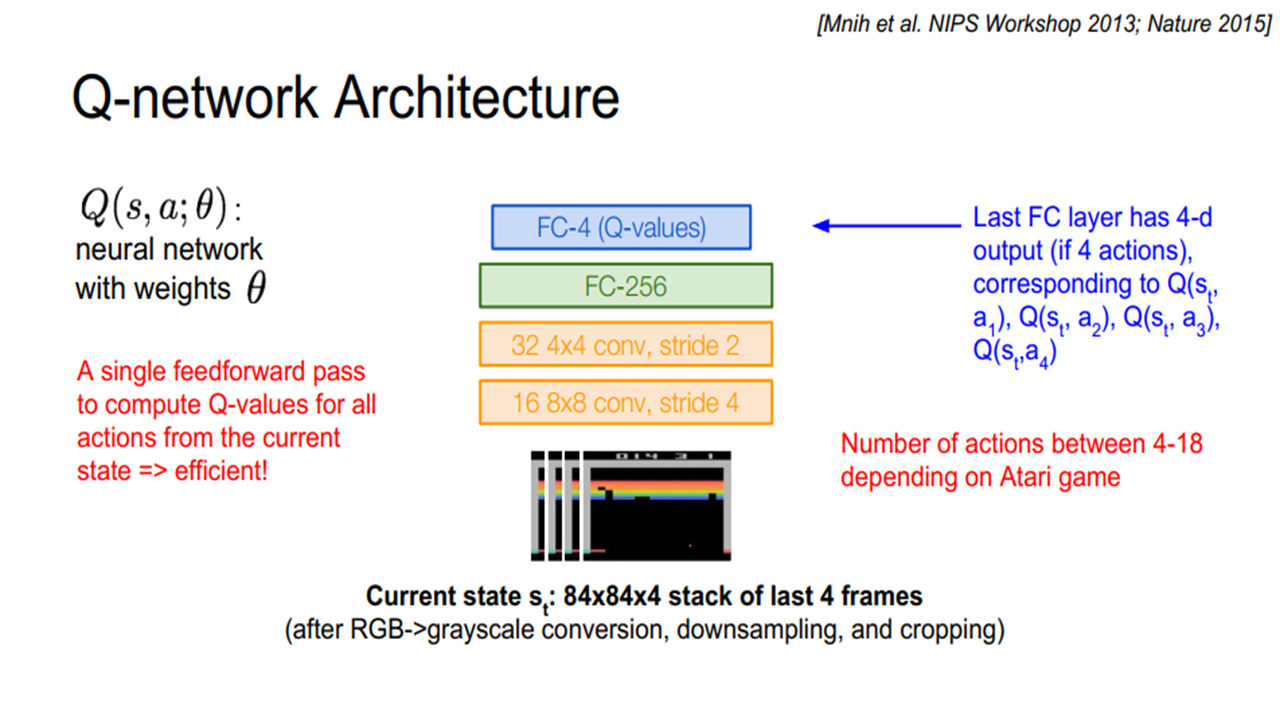 [Mnih et al. NIPS Workshop 2013; Nature 2015]
Q-network Architecture
Q(s, a; θ) :
neural network
with weights θ
A single feedforward pass
to compute Q-values for all
actions from the current
state => efficient!
FC-4 (Q-values)
FC-256
32 4x4 conv, stride 2
16 8x8 conv, stride 4
Last FC layer has 4-d
output (if 4 actions),
corresponding to Q(s_t,
a_1), Q(s_t, a_2), Q(s_t, a_3),
Q(s_t,a_4)
Number of actions between 4-18
depending on Atari game
014 3 1
Current state s_t: 84x84x4 stack of last 4 frames
(after RGB->grayscale conversion, downsampling, and cropping)